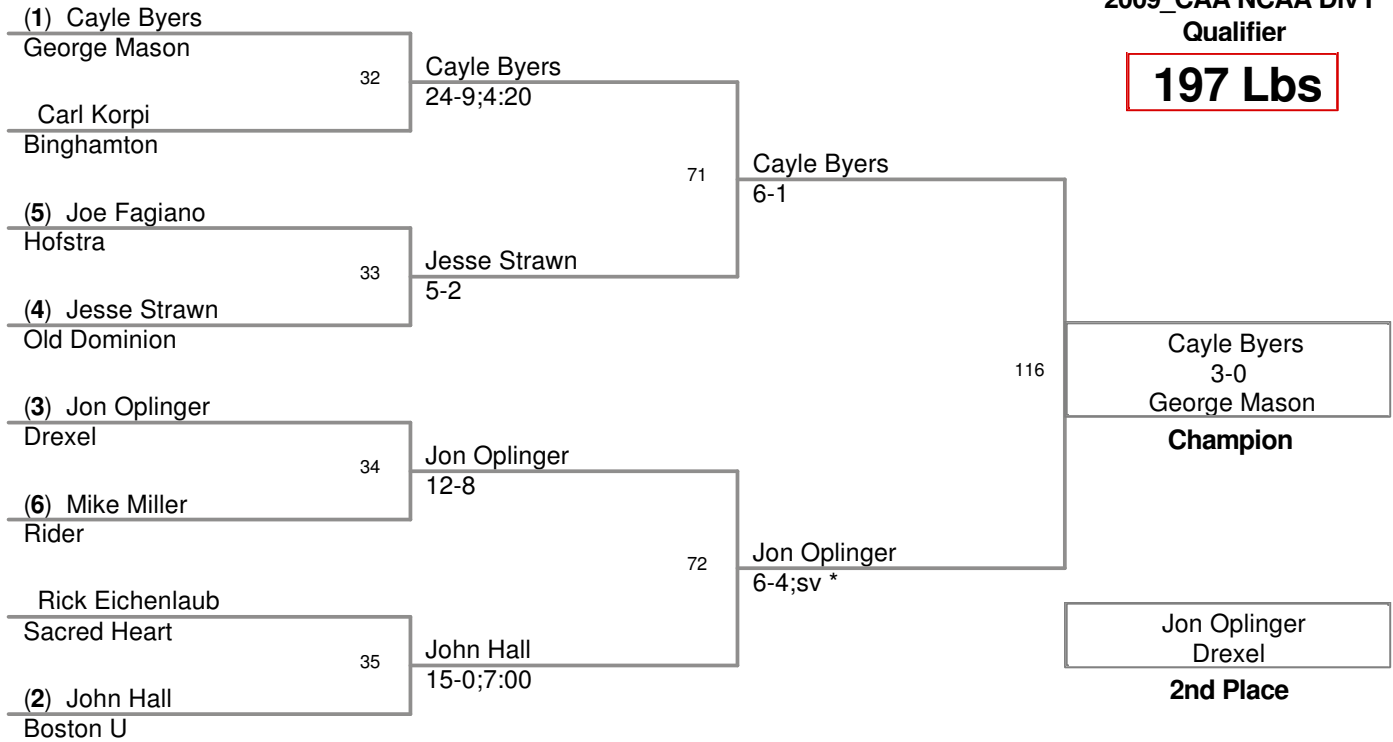 2009_CAA NCAA DIV I
Qualifier
197 Lbs
(1) Cayle Byers
George Mason
32
Carl Korpi
Binghamton
Cayle Byers
24-9;4:20
(5) Joe Fagiano
Hofstra
33
(4) Jesse Strawn
Old Dominion
Jesse Strawn
5-2
71
Cayle Byers
6-1
(3) Jon Oplinger
Drexel
34
(6) Mike Miller
Rider
Jon Oplinger
12-8
Rick Eichenlaub
Sacred Heart
35
(2) John Hall
Boston U
John Hall
15-0;7:00
72
Jon Oplinger
6-4;sv *
116
Cayle Byers
3-0
George Mason
Champion
Jon Oplinger
Drexel
2nd Place